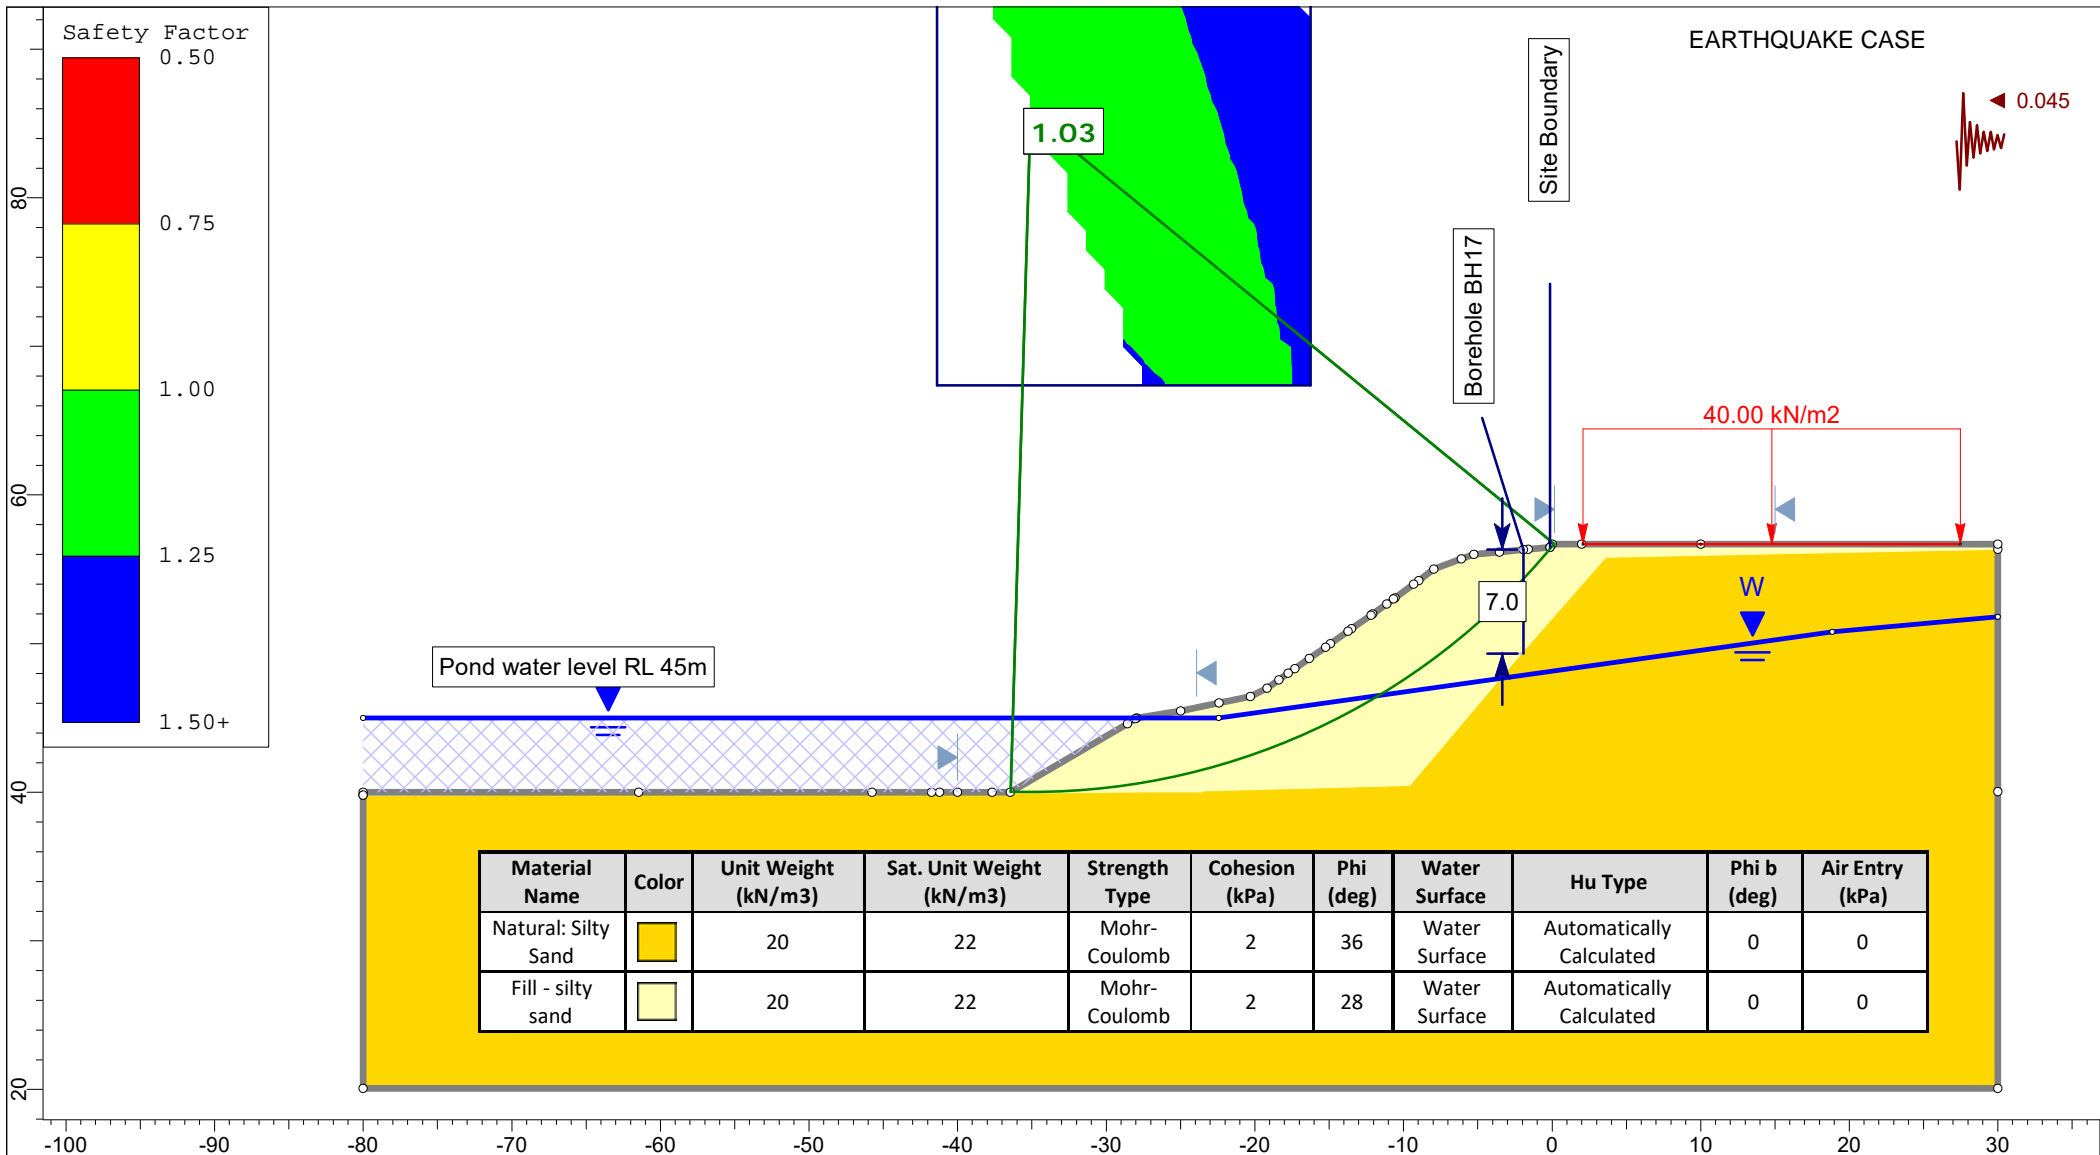 Safety Factor
0.50
0.75
1.00
1.25
1.50+
EARTHQUAKE CASE
0.045
Site Boundary
Borehole BH17
1.03
40.00 kN/m2
7.0
W
Pond water level RL 45m
Material Name Color Unit Weight (kN/m3) Sat. Unit Weight (kN/m3) Strength Type Cohesion (kPa) Phi (deg) Water Surface Hu Type Phi b (deg) Air Entry (kPa)
Natural: Silty Sand 20 22 Mohr-Coulomb 2 36 Water Surface Automatically Calculated 0 0
Fill - silty sand 20 22 Mohr-Coulomb 2 28 Water Surface Automatically Calculated 0 0
80
60
40
20
-100 -90 -80 -70 -60 -50 -40 -30 -20 -10 0 10 20 30